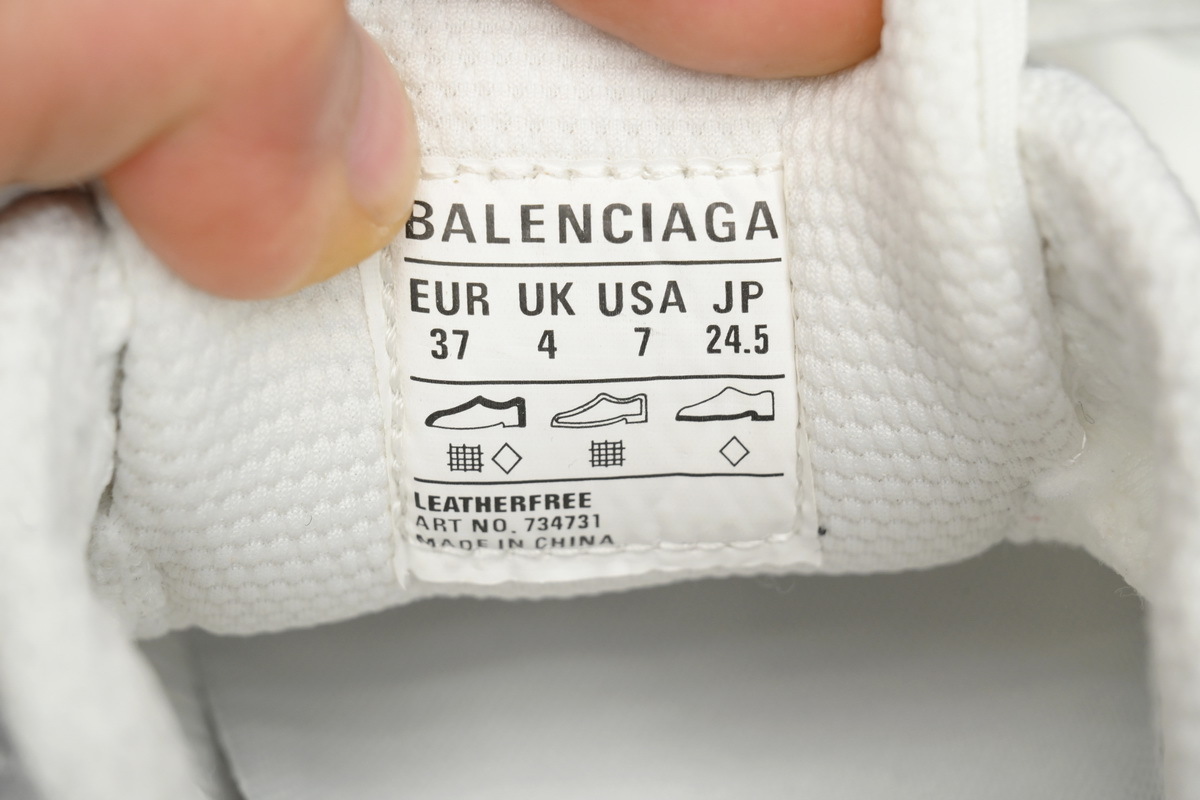 BALENCIAGA
EUR UK USA JP
37 4 7 24.5
LEATHERFREE
ART NO. 734731
MADE IN CHINA